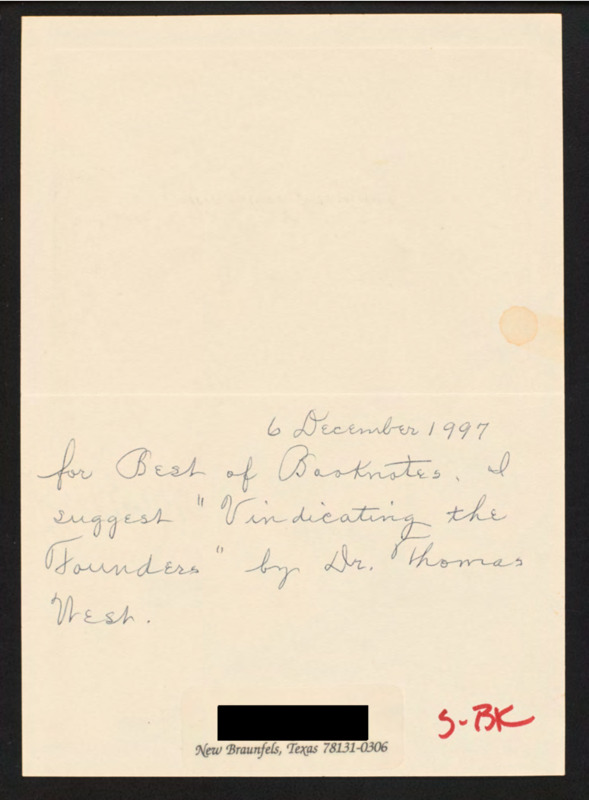 6 December 1997
for Best of Booknotes, I
suggest "Vindicating the
Founders" by Dr. Thomas
West.
S-BK
New Braunfels, Texas 78131-0306